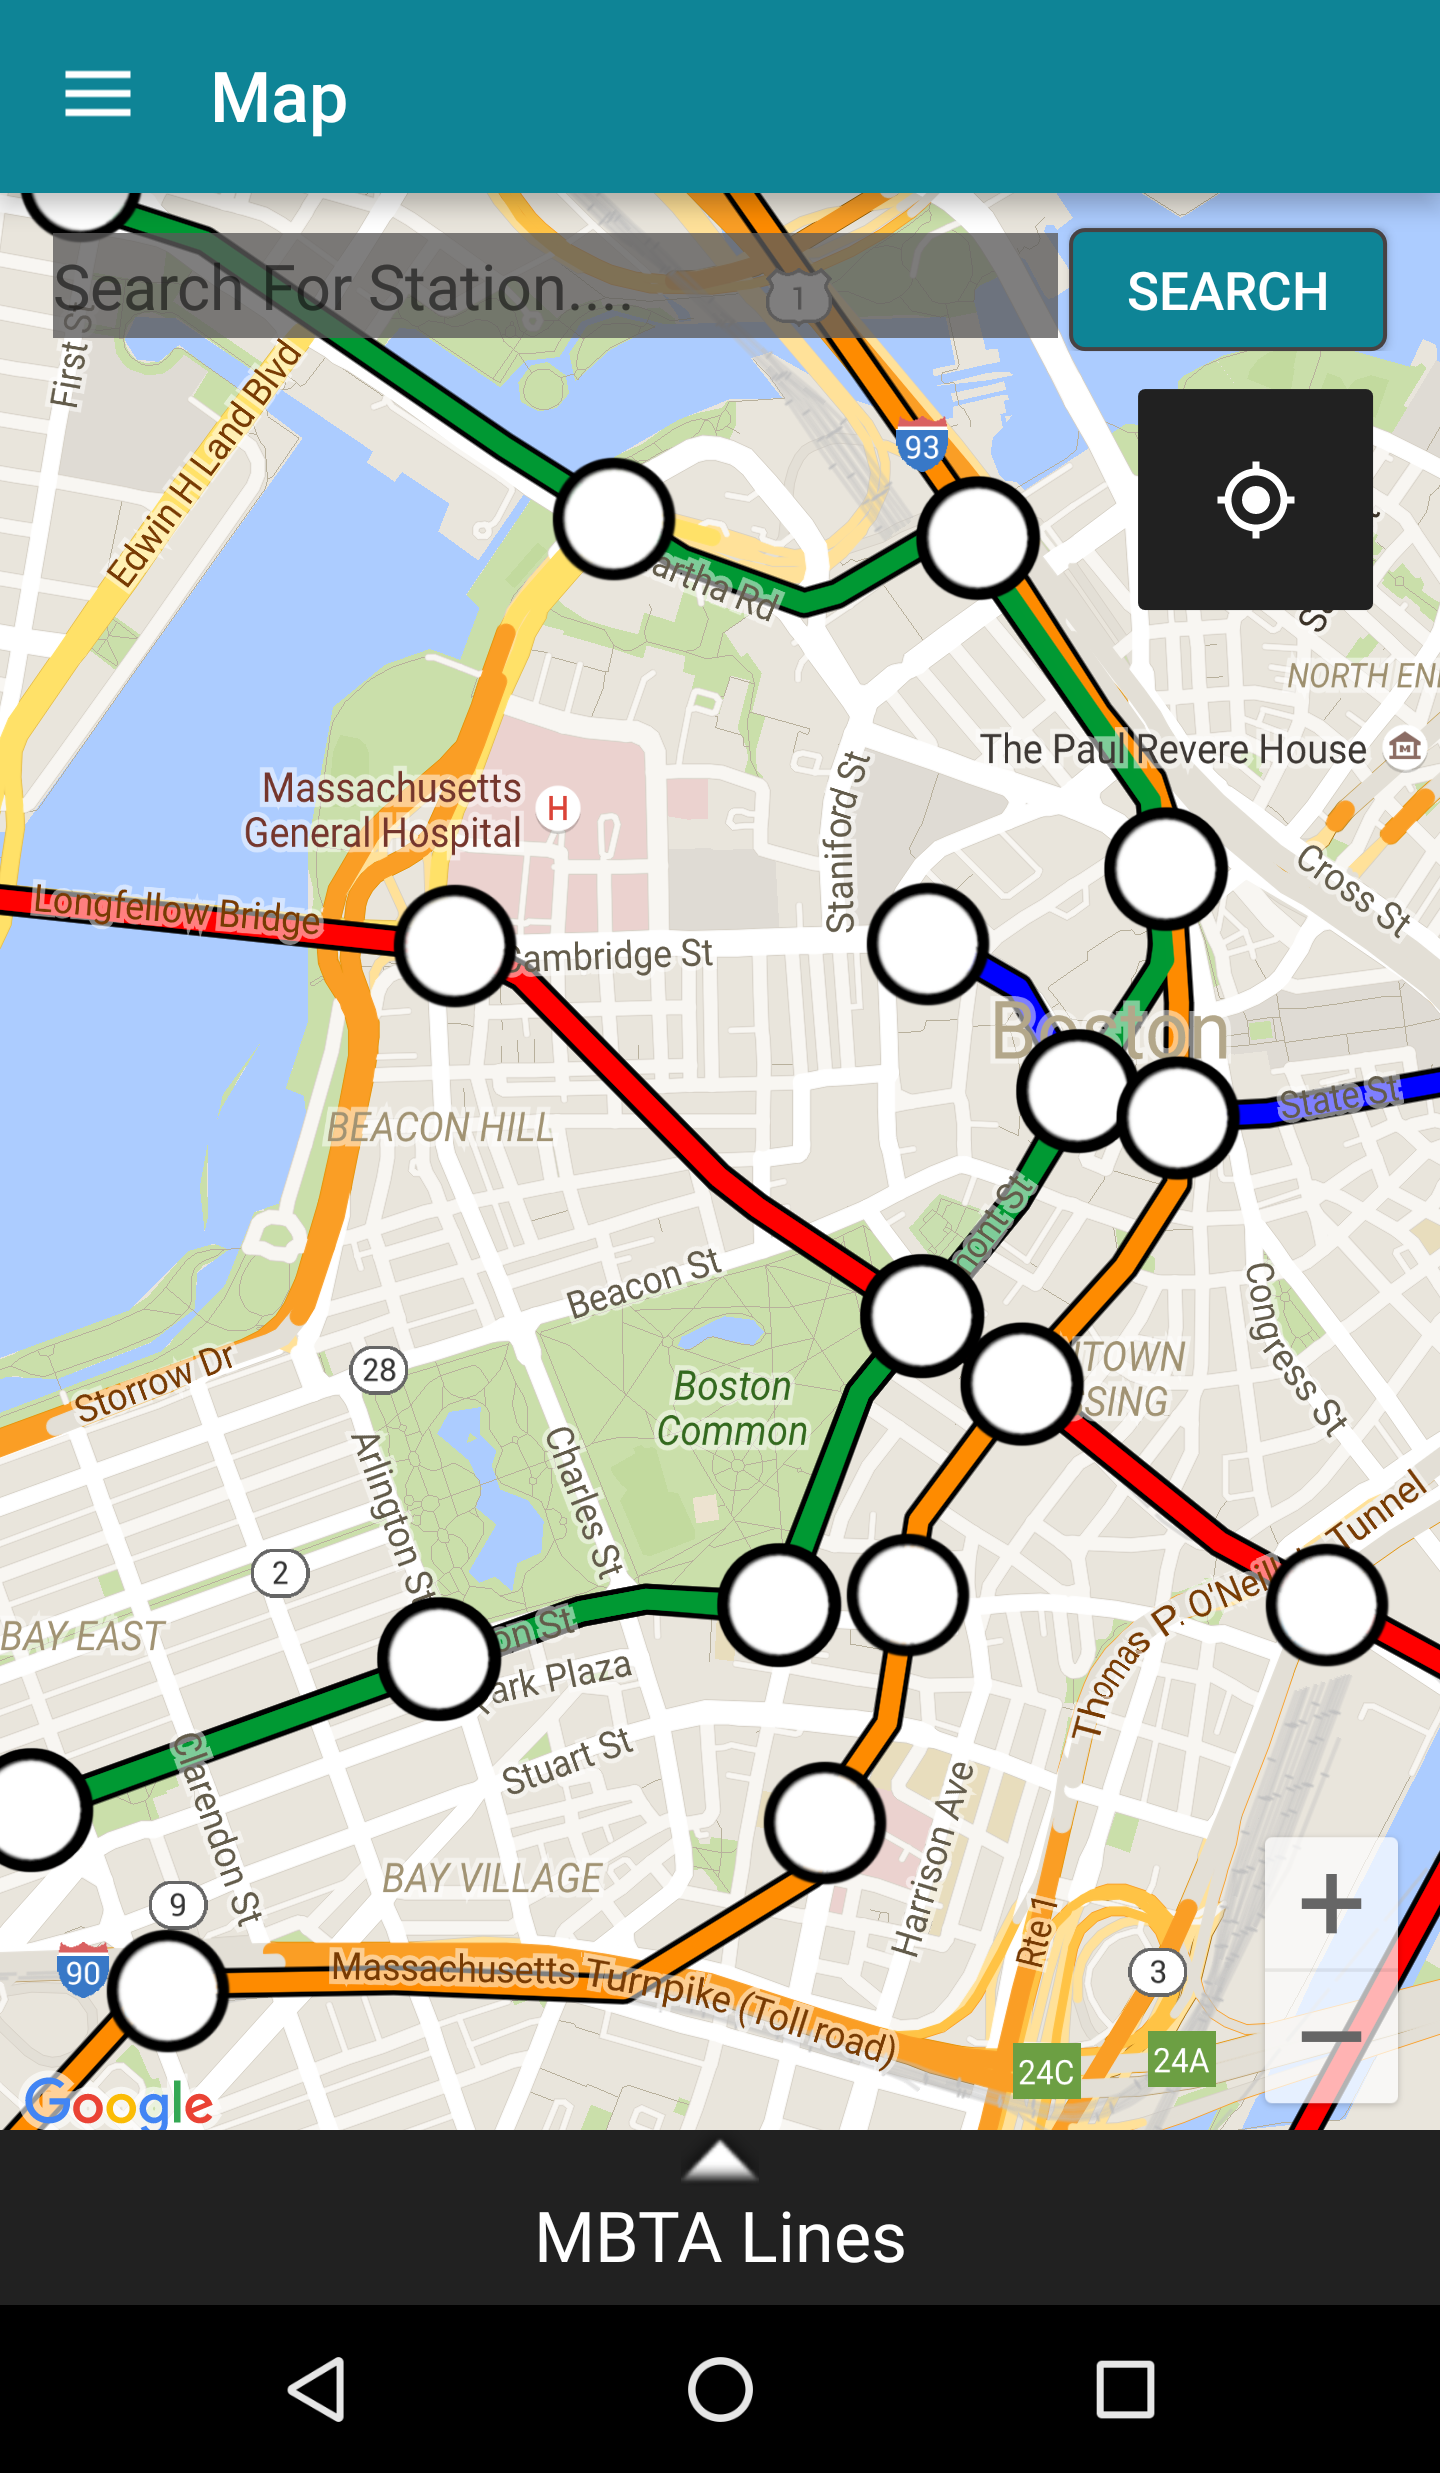 Map
Search For Station....
SEARCH
1
First St
Edwin H Land Blvd
93
artha Rd
NORTH EN
The Paul Revere House
Massachusetts
General Hospital
H
Staniford St
Cross St
Longfellow Bridge
Cambridge St
Boston
State St
BEACON HILL
mont St
Beacon St
Congress St
NTOWN
SING
Storrow Dr
28
Boston
Common
Arlington St
Charles St
2
Tunnel
Thomas P. O'Neill
BAY EAST
on St
ark Plaza
Stuart St
Clarendon St
Harrison Ave
BAY VILLAGE
9
90
Massachusetts Turnpike (Toll road)
Rte 1
3
24C
24A
Google
MBTA Lines